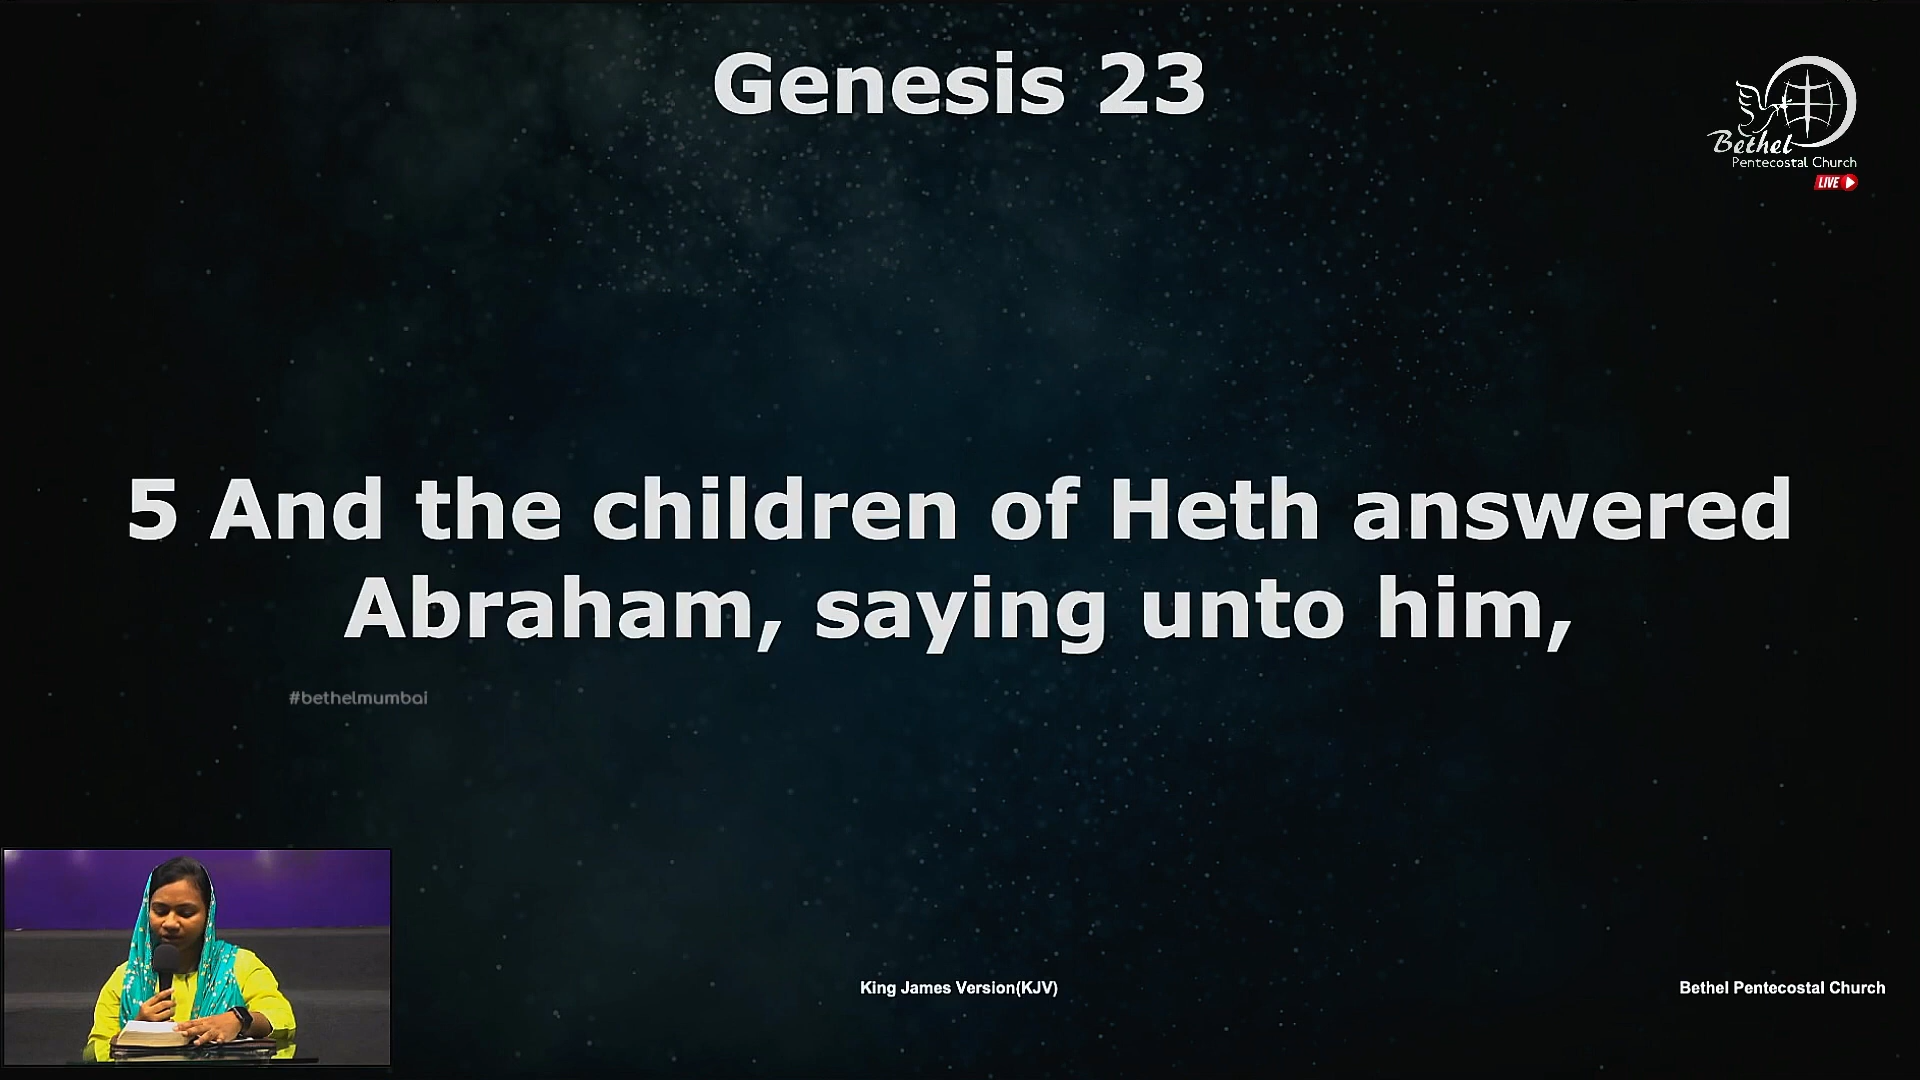 Genesis 23
Bethel
Pentecostal Church
LIVE
5 And the children of Heth answered
Abraham, saying unto him,
#bethelmumbai
King James Version(KJV)
Bethel Pentecostal Church